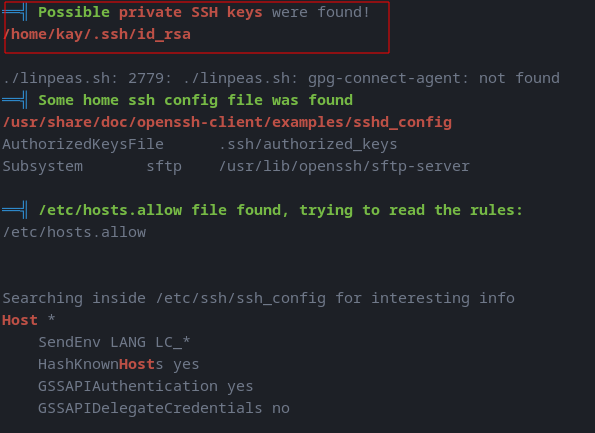 ══╣ Possible private SSH keys were found!
/home/kay/.ssh/id_rsa
./linpeas.sh: 2779: ./linpeas.sh: gpg-connect-agent: not found
══╣ Some home ssh config file was found
/usr/share/doc/openssh-client/examples/sshd_config
AuthorizedKeysFile      .ssh/authorized_keys
Subsystem       sftp    /usr/lib/openssh/sftp-server
══╣ /etc/hosts.allow file found, trying to read the rules:
/etc/hosts.allow
Searching inside /etc/ssh/ssh_config for interesting info
Host *
    SendEnv LANG LC_*
    HashKnownHosts yes
    GSSAPIAuthentication yes
    GSSAPIDelegateCredentials no